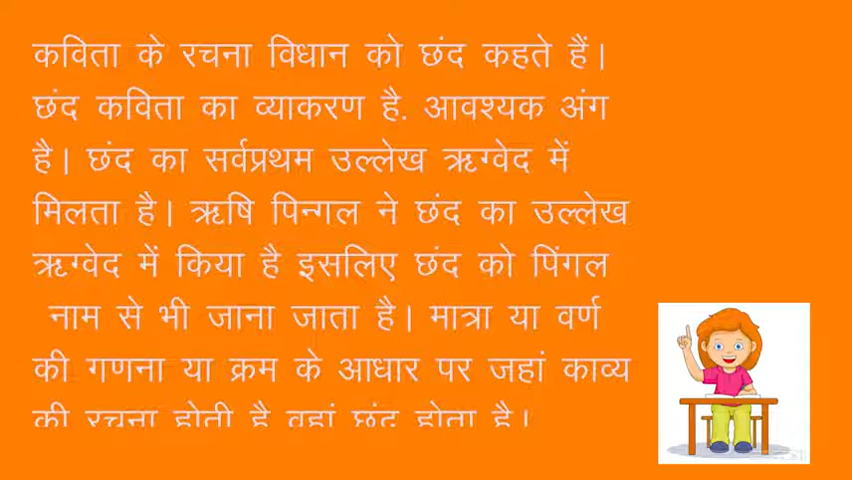 कविता के रचना विधान को छंद कहते हैं।
छंद कविता का व्याकरण है. आवश्यक अंग
है। छंद का सर्वप्रथम उल्लेख ऋग्वेद में
मिलता है। ऋषि पिन्गल ने छंद का उल्लेख
ऋग्वेद में किया है इसलिए छंद को पिंगल
नाम से भी जाना जाता है। मात्रा या वर्ण
की गणना या क्रम के आधार पर जहां काव्य
की रचना होती है वहां छंद होता है।